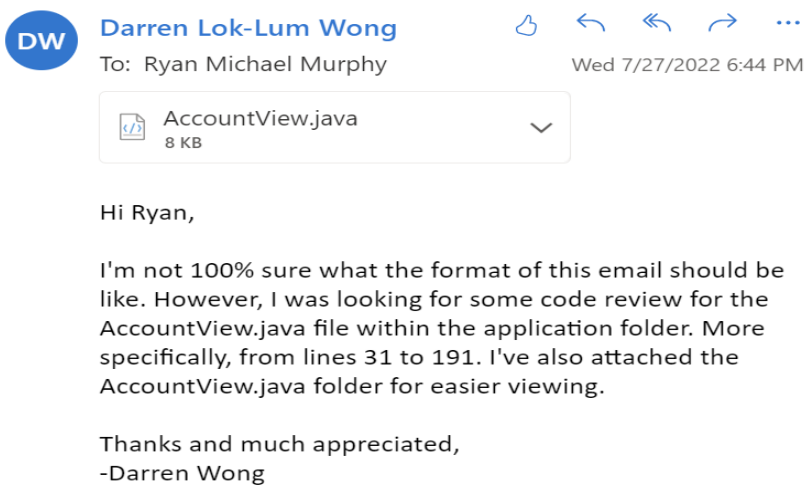 DW
Darren Lok-Lum Wong
To: Ryan Michael Murphy
Wed 7/27/2022 6:44 PM
</>
AccountView.java
8 KB
Hi Ryan,
I'm not 100% sure what the format of this email should be
like. However, I was looking for some code review for the
AccountView.java file within the application folder. More
specifically, from lines 31 to 191. I've also attached the
AccountView.java folder for easier viewing.
Thanks and much appreciated,
-Darren Wong